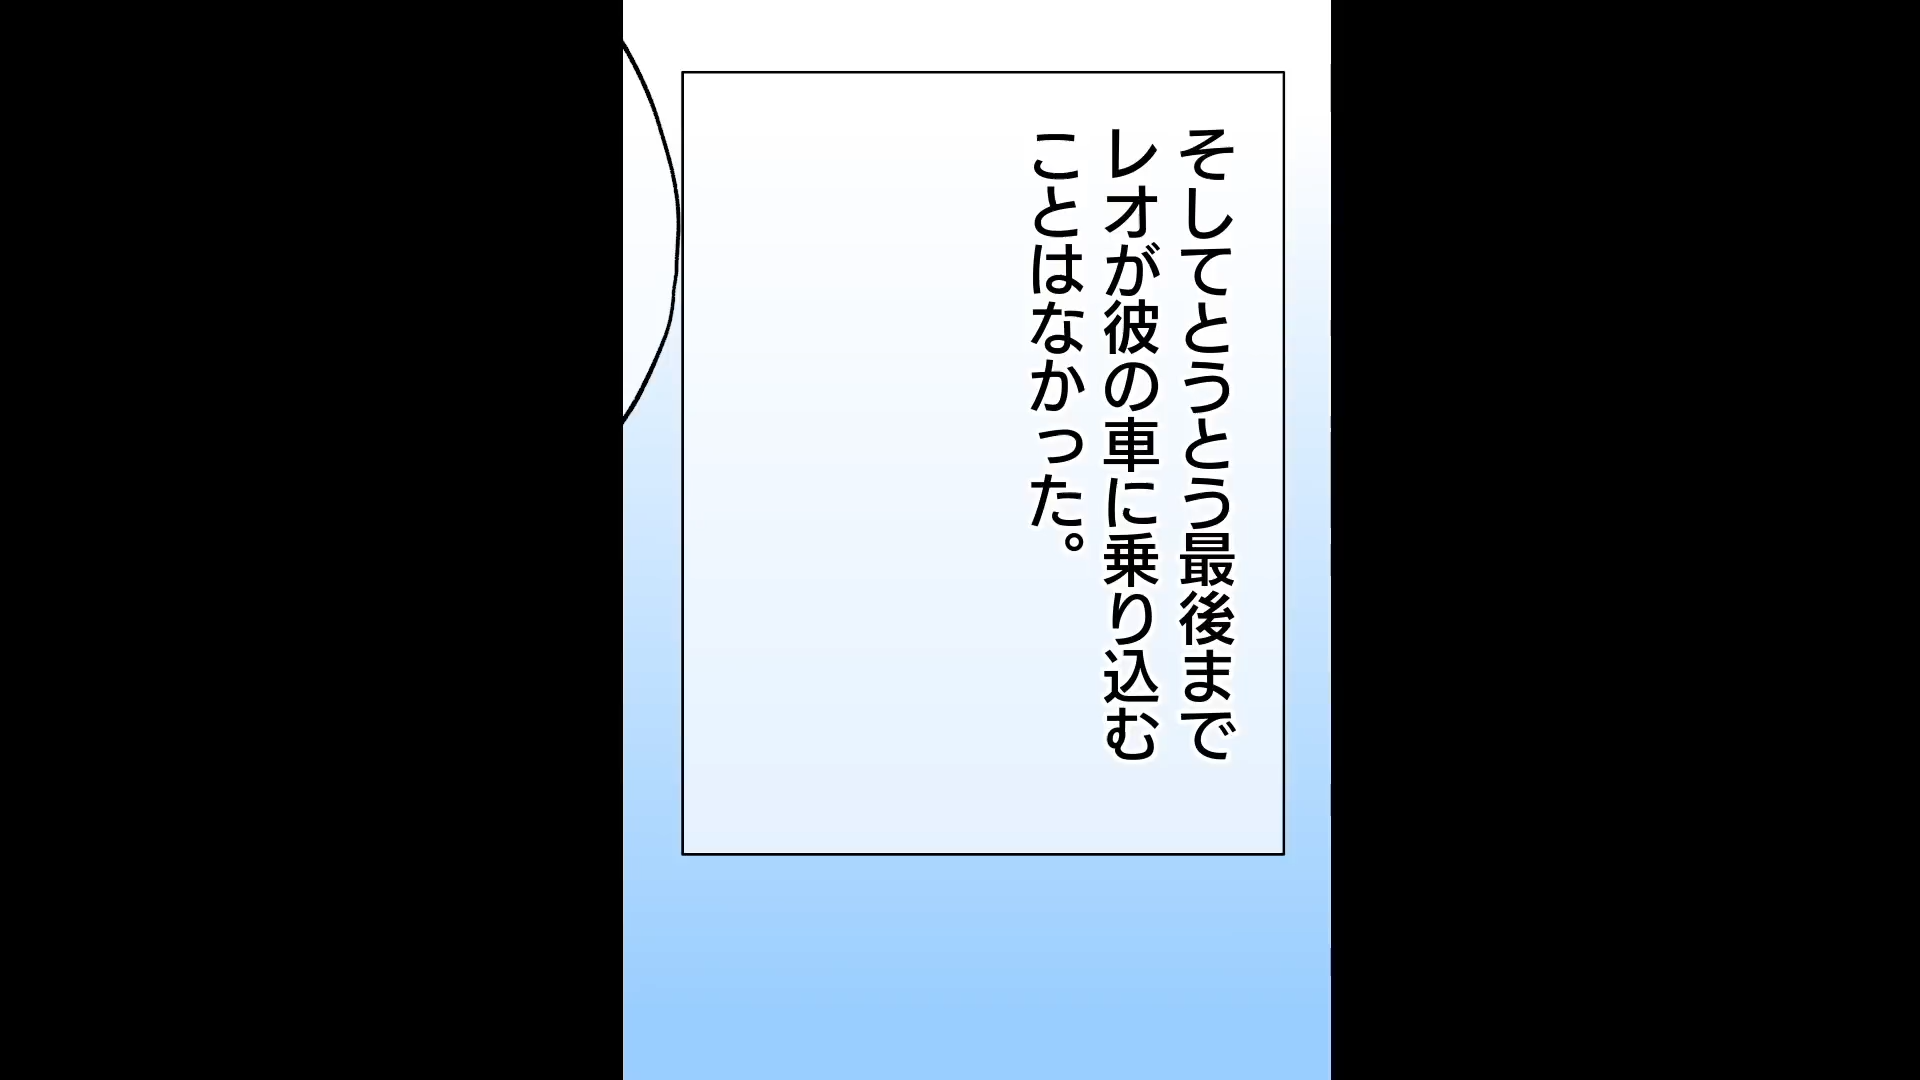 そしてとうとう最後まで
レオが彼の車に乗り込む
ことはなかった。